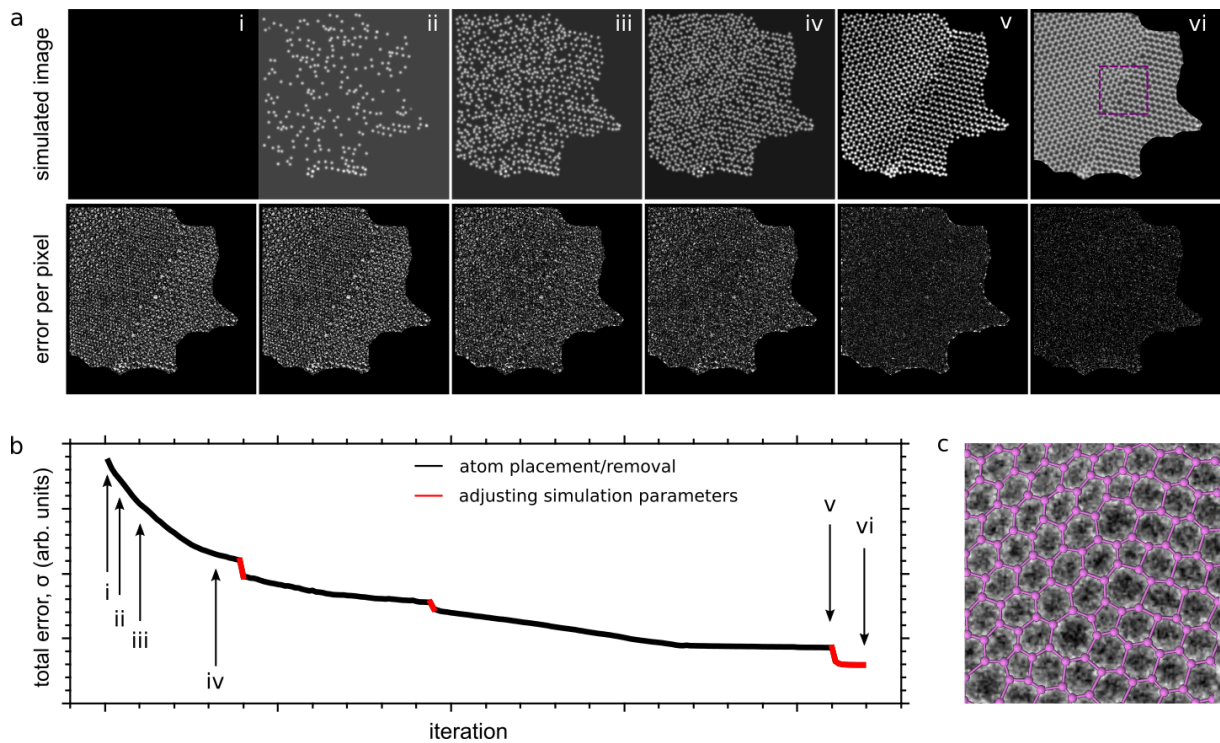 a
simulated image
i
ii
iii
iv
v
vi
error per pixel
b
total error, σ (arb. units)
atom placement/removal
adjusting simulation parameters
i
ii
iii
iv
v
vi
iteration
c